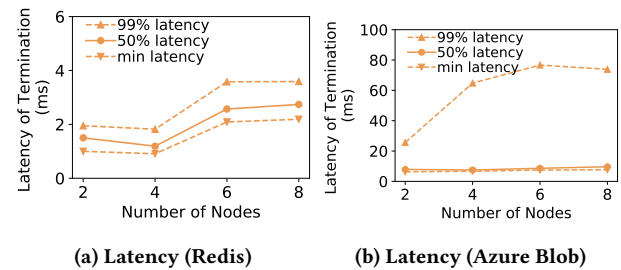 Latency of Termination
(ms)
6
4
2
0
99% latency
50% latency
min latency
2 4 6 8
Number of Nodes
(a) Latency (Redis)
Latency of Termination
(ms)
100
80
60
40
20
0
99% latency
50% latency
min latency
2 4 6 8
Number of Nodes
(b) Latency (Azure Blob)